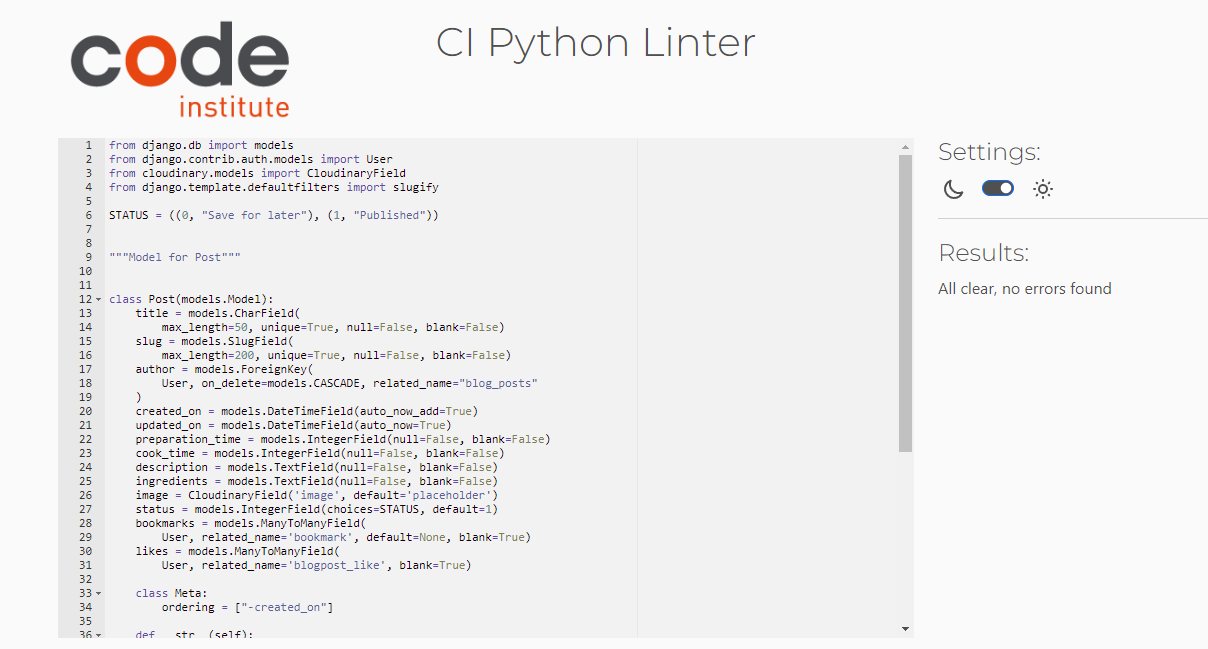 code
institute
CI Python Linter
1 from django.db import models
2 from django.contrib.auth.models import User
3 from cloudinary.models import CloudinaryField
4 from django.template.defaultfilters import slugify
5
6 STATUS = ((0, "Save for later"), (1, "Published"))
7
8
9 """Model for Post"""
10
11
12 class Post(models.Model):
13     title = models.CharField(
14         max_length=50, unique=True, null=False, blank=False)
15     slug = models.SlugField(
16         max_length=200, unique=True, null=False, blank=False)
17     author = models.ForeignKey(
18         User, on_delete=models.CASCADE, related_name="blog_posts"
19     )
20     created_on = models.DateTimeField(auto_now_add=True)
21     updated_on = models.DateTimeField(auto_now=True)
22     preparation_time = models.IntegerField(null=False, blank=False)
23     cook_time = models.IntegerField(null=False, blank=False)
24     description = models.TextField(null=False, blank=False)
25     ingredients = models.TextField(null=False, blank=False)
26     image = CloudinaryField('image', default='placeholder')
27     status = models.IntegerField(choices=STATUS, default=1)
28     bookmarks = models.ManyToManyField(
29         User, related_name='bookmark', default=None, blank=True)
30     likes = models.ManyToManyField(
31         User, related_name='blogpost_like', blank=True)
32
33     class Meta:
34         ordering = ["-created_on"]
35
36     def __str__(self):
Settings:
Results:
All clear, no errors found